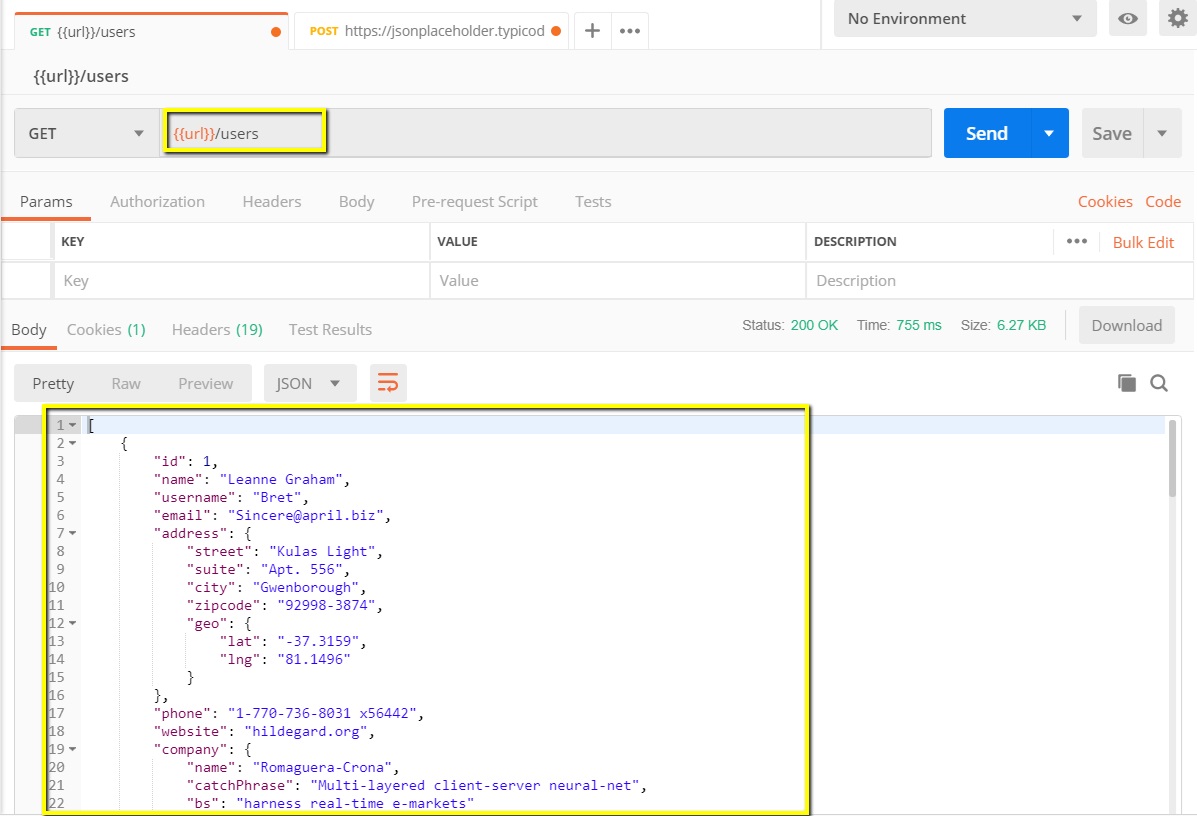 GET {{url}}/users
POST https://jsonplaceholder.typicod
No Environment
{{url}}/users
GET {{url}}/users Send Save
Params Authorization Headers Body Pre-request Script Tests Cookies Code
KEY VALUE DESCRIPTION Bulk Edit
Key Value Description
Body Cookies (1) Headers (19) Test Results Status: 200 OK Time: 755 ms Size: 6.27 KB Download
Pretty Raw Preview JSON
1 [
2 {
3 "id": 1,
4 "name": "Leanne Graham",
5 "username": "Bret",
6 "email": "Sincere@april.biz",
7 "address": {
8 "street": "Kulas Light",
9 "suite": "Apt. 556",
10 "city": "Gwenborough",
11 "zipcode": "92998-3874",
12 "geo": {
13 "lat": "-37.3159",
14 "lng": "81.1496"
15 }
16 },
17 "phone": "1-770-736-8031 x56442",
18 "website": "hildegard.org",
19 "company": {
20 "name": "Romaguera-Crona",
21 "catchPhrase": "Multi-layered client-server neural-net",
22 "bs": "harness real-time e-markets"